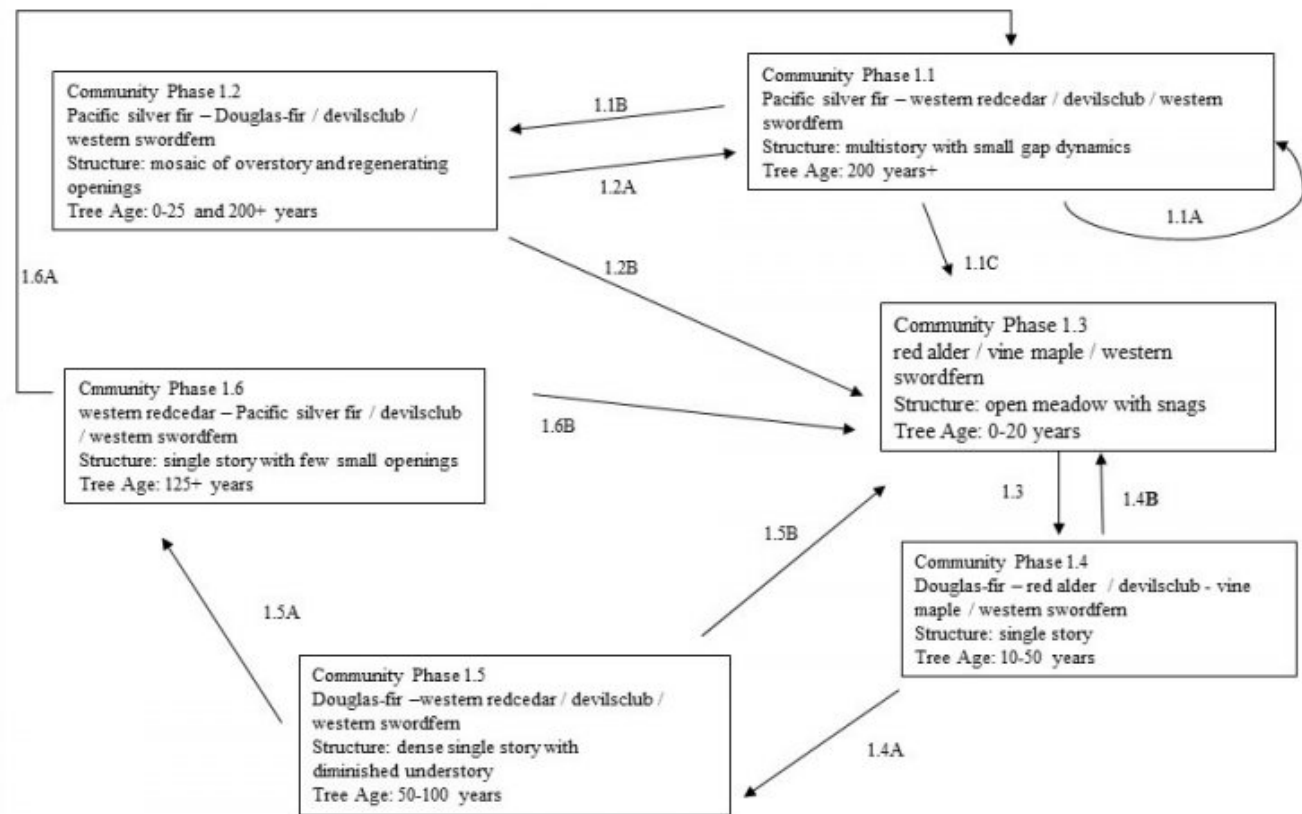 Community Phase 1.2
Pacific silver fir – Douglas-fir / devilsclub /
western swordfern
Structure: mosaic of overstory and regenerating
openings
Tree Age: 0-25 and 200+ years
Community Phase 1.1
Pacific silver fir – western redcedar / devilsclub / western
swordfern
Structure: multistory with small gap dynamics
Tree Age: 200 years+
1.1B
1.2A
1.1A
1.1C
1.2B
1.6A
Community Phase 1.3
red alder / vine maple / western
swordfern
Structure: open meadow with snags
Tree Age: 0-20 years
Cmmunity Phase 1.6
western redcedar – Pacific silver fir / devilsclub
/ western swordfern
Structure: single story with few small openings
Tree Age: 125+ years
1.6B
1.3
1.4B
1.5B
1.5A
Community Phase 1.4
Douglas-fir – red alder / devilsclub - vine
maple / western swordfern
Structure: single story
Tree Age: 10-50 years
Community Phase 1.5
Douglas-fir –western redcedar / devilsclub /
western swordfern
Structure: dense single story with
diminished understory
Tree Age: 50-100 years
1.4A